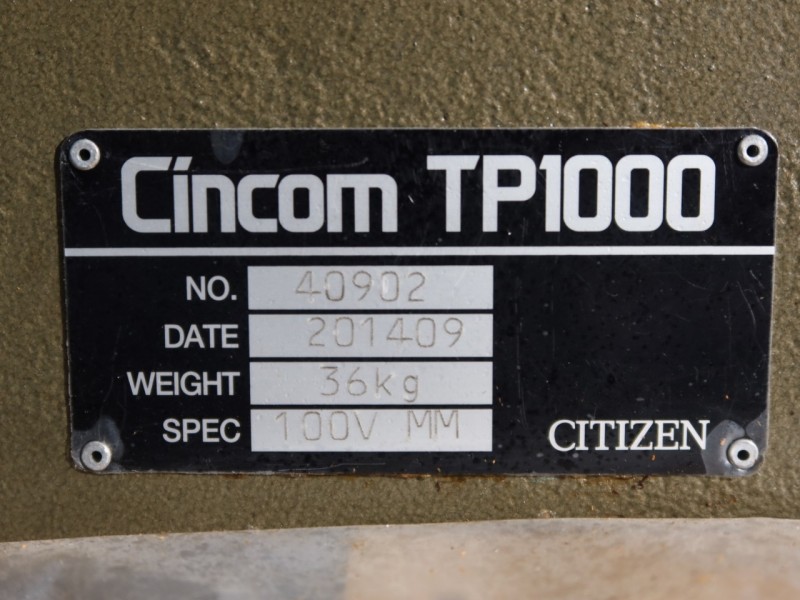 Cincom TP1000
NO. 40902
DATE 201409
WEIGHT 36kg
SPEC 100V MM
CITIZEN